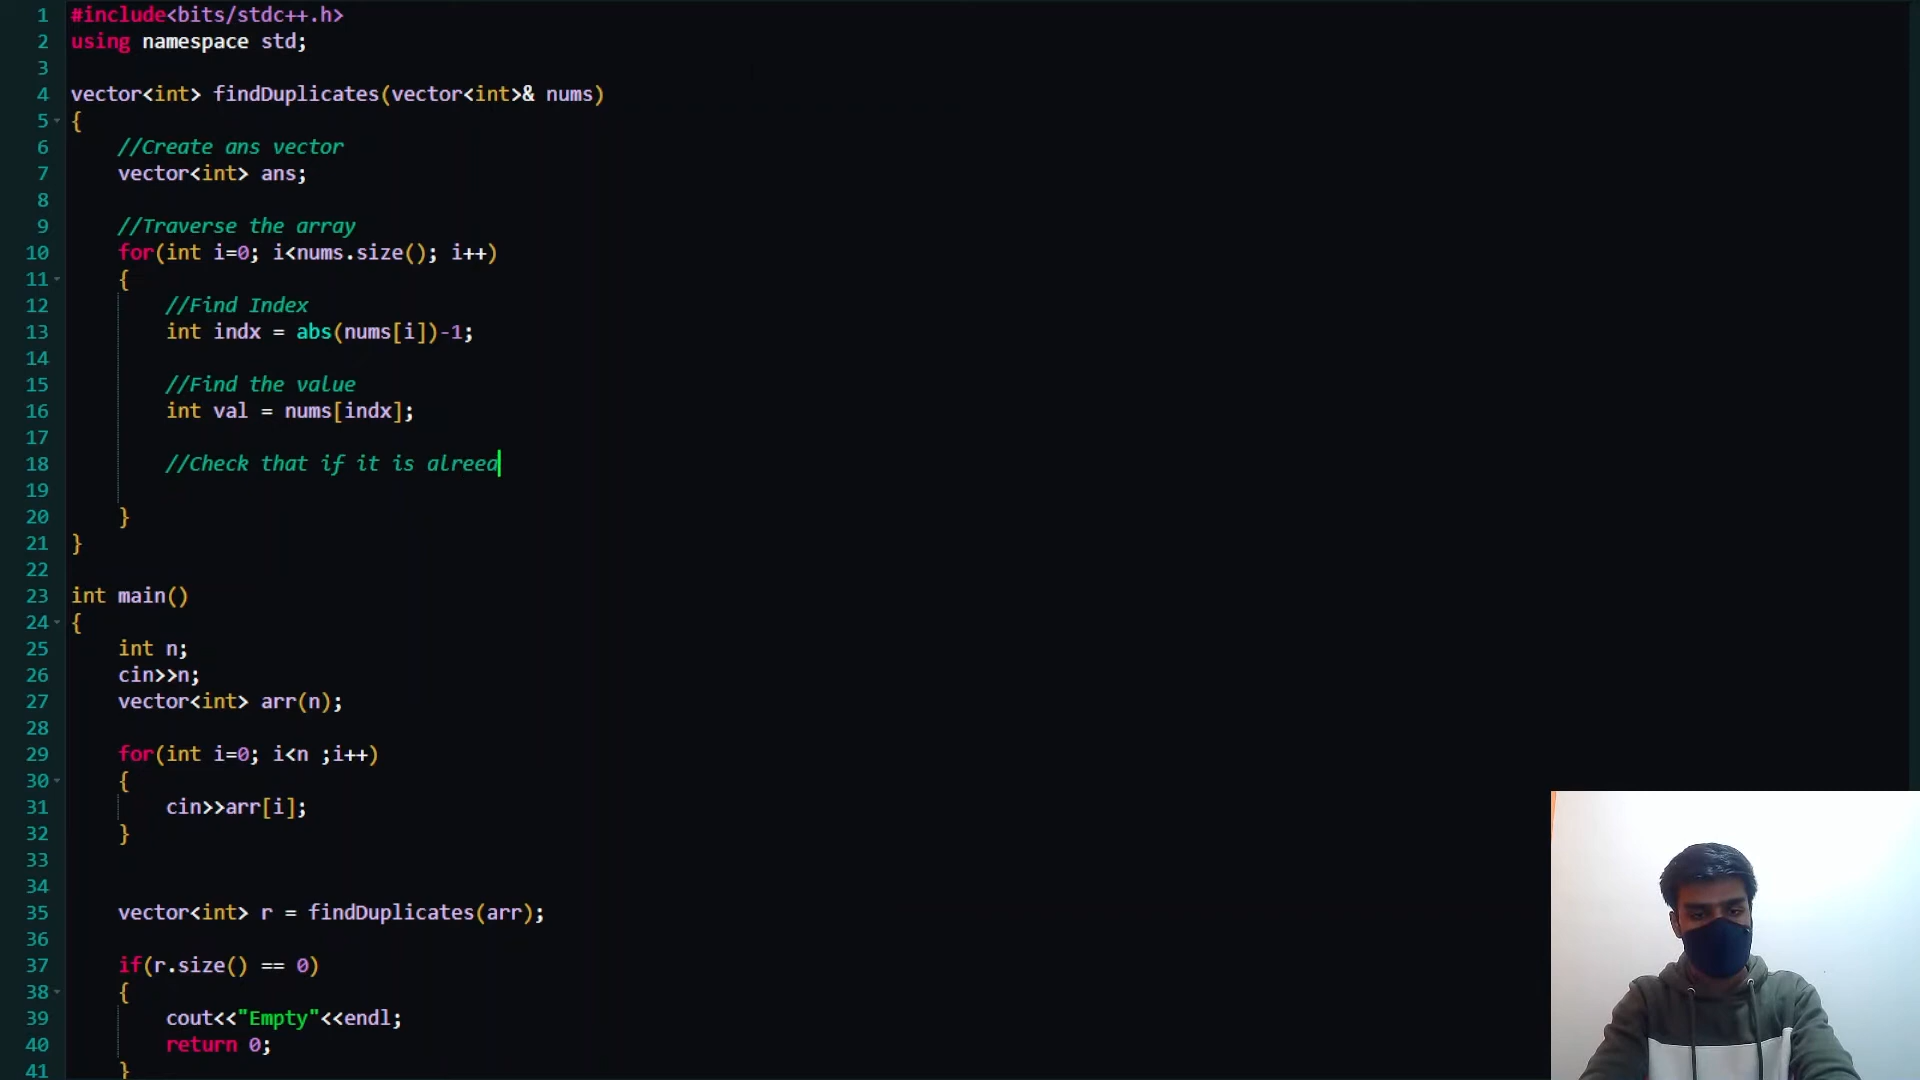 1 #include<bits/stdc++.h>
2 using namespace std;
3
4 vector<int> findDuplicates(vector<int>& nums)
5 {
6 //Create ans vector
7 vector<int> ans;
8
9 //Traverse the array
10 for(int i=0; i<nums.size(); i++)
11 {
12 //Find Index
13 int indx = abs(nums[i])-1;
14
15 //Find the value
16 int val = nums[indx];
17
18 //Check that if it is alreea
19
20 }
21 }
22
23 int main()
24 {
25 int n;
26 cin>>n;
27 vector<int> arr(n);
28
29 for(int i=0; i<n ;i++)
30 {
31 cin>>arr[i];
32 }
33
34
35 vector<int> r = findDuplicates(arr);
36
37 if(r.size() == 0)
38 {
39 cout<<"Empty"<<endl;
40 return 0;
41 }